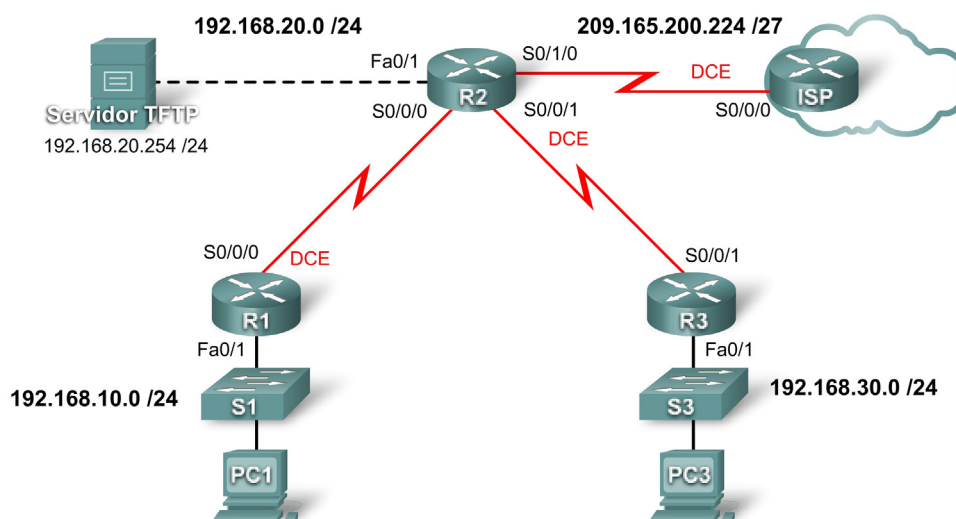 192.168.20.0 /24
209.165.200.224 /27
Fa0/1
S0/1/0
DCE
R2
ISP
Servidor TFTP
S0/0/0
S0/0/1
S0/0/0
192.168.20.254 /24
DCE
S0/0/0
DCE
S0/0/1
R1
R3
Fa0/1
Fa0/1
192.168.10.0 /24
S1
S3
192.168.30.0 /24
PC1
PC3